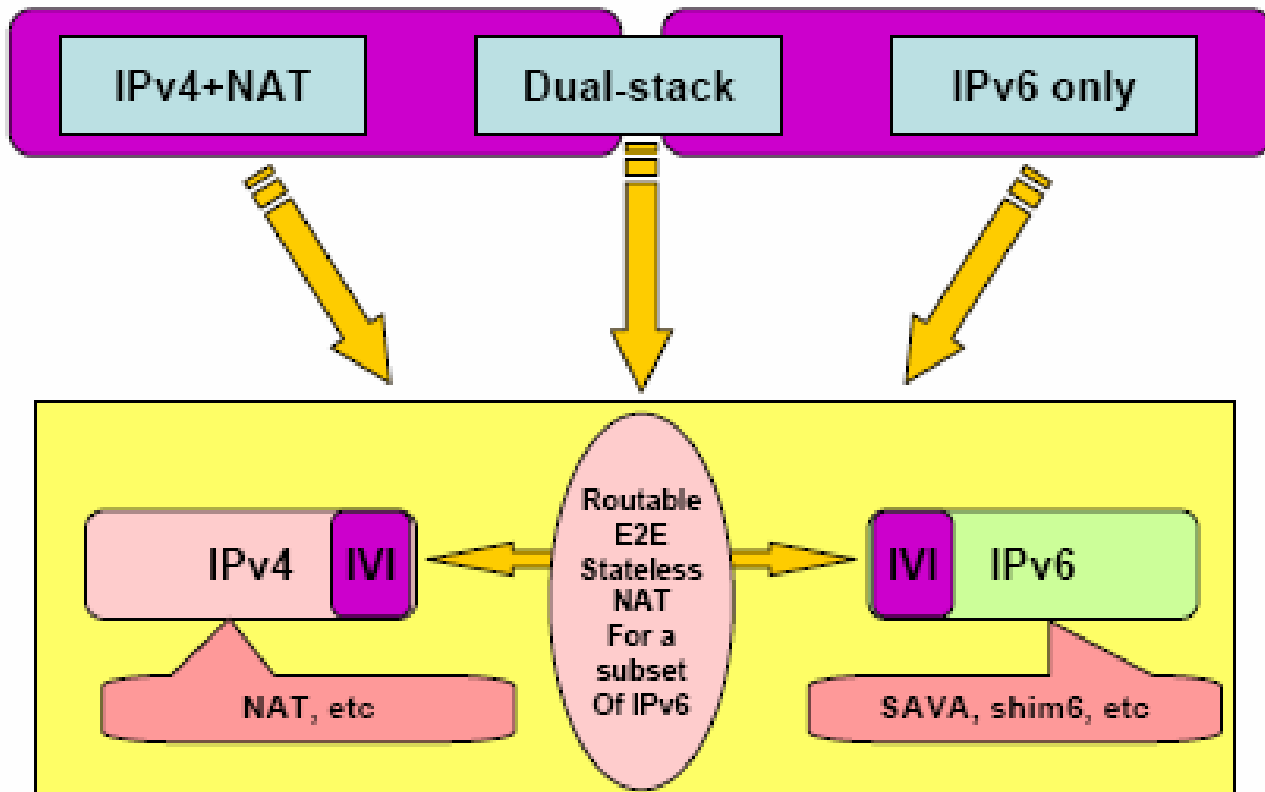 IPv4+NAT
Dual-stack
IPv6 only
Routable
E2E
Stateless
NAT
For a
subset
Of IPv6
IPv4
IVI
IVI
IPv6
NAT, etc
SAVA, shim6, etc